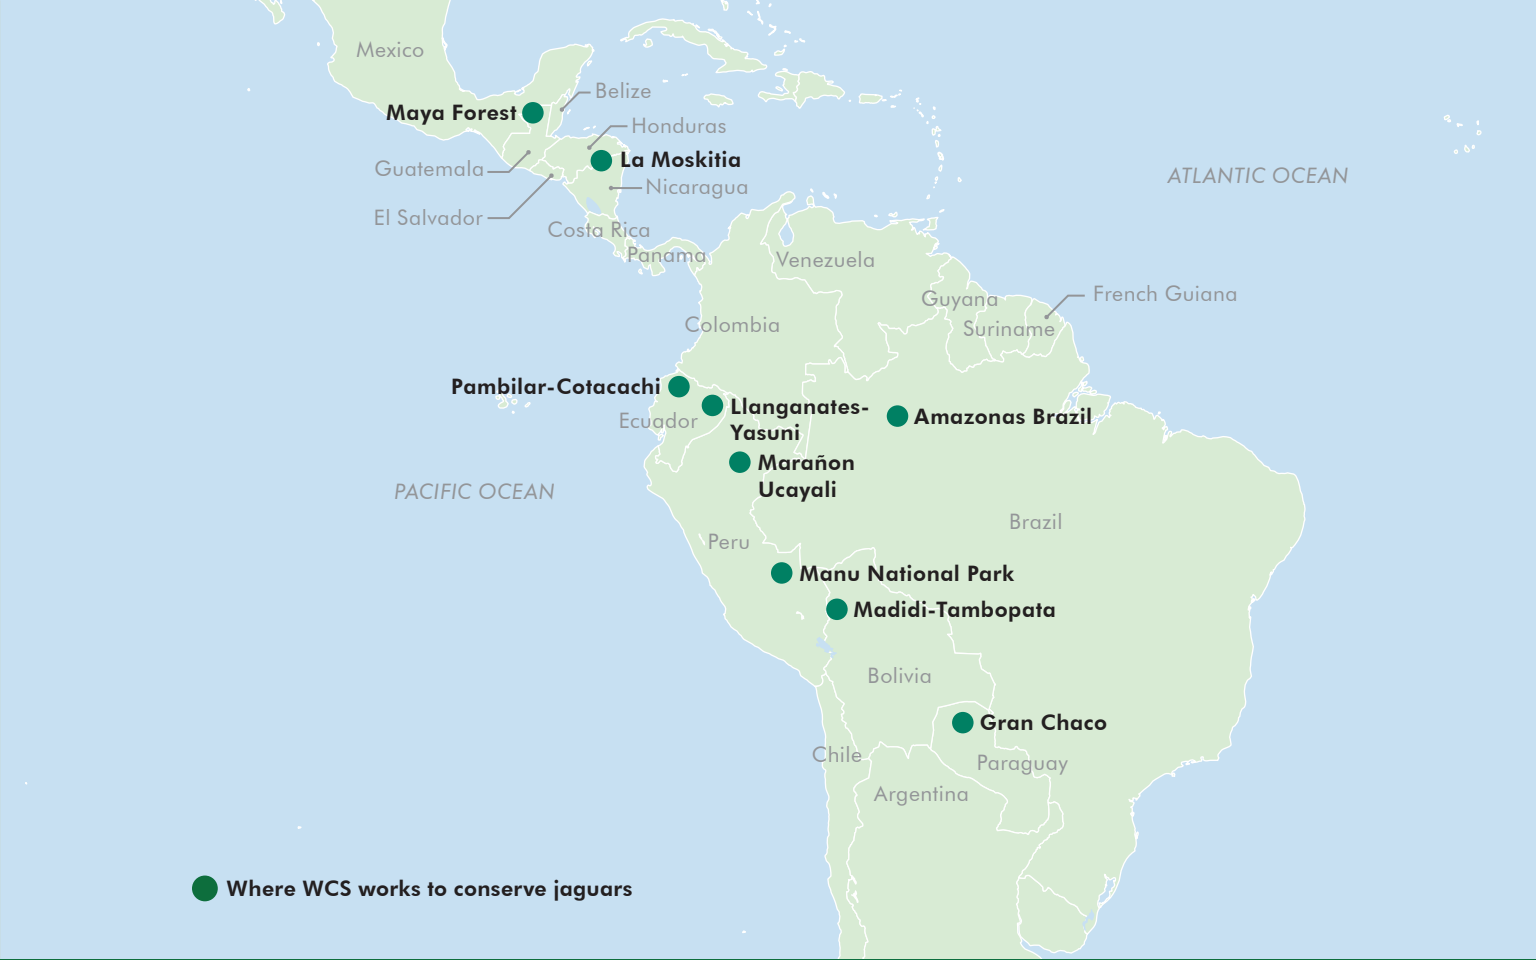 Mexico
Belize
Maya Forest
Honduras
La Moskitia
Guatemala
ATLANTIC OCEAN
Nicaragua
El Salvador
Costa Rica
Panama
Venezuela
French Guiana
Guyana
Colombia
Suriname
Pambilar-Cotacachi
Llanganates-
Yasuni
Amazonas Brazil
Ecuador
Marañon
Ucayali
PACIFIC OCEAN
Brazil
Peru
Manu National Park
Madidi-Tambopata
Bolivia
Gran Chaco
Chile
Paraguay
Argentina
Where WCS works to conserve jaguars